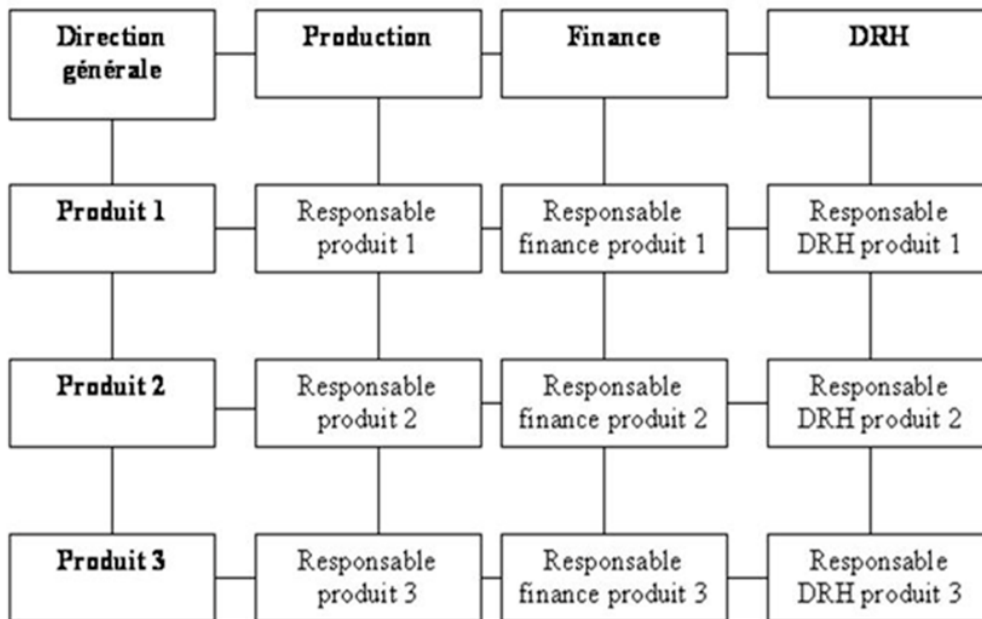 Direction
générale
Production
Finance
DRH
Produit 1
Responsable
produit 1
Responsable
finance produit 1
Responsable
DRH produit 1
Produit 2
Responsable
produit 2
Responsable
finance produit 2
Responsable
DRH produit 2
Produit 3
Responsable
produit 3
Responsable
finance produit 3
Responsable
DRH produit 3